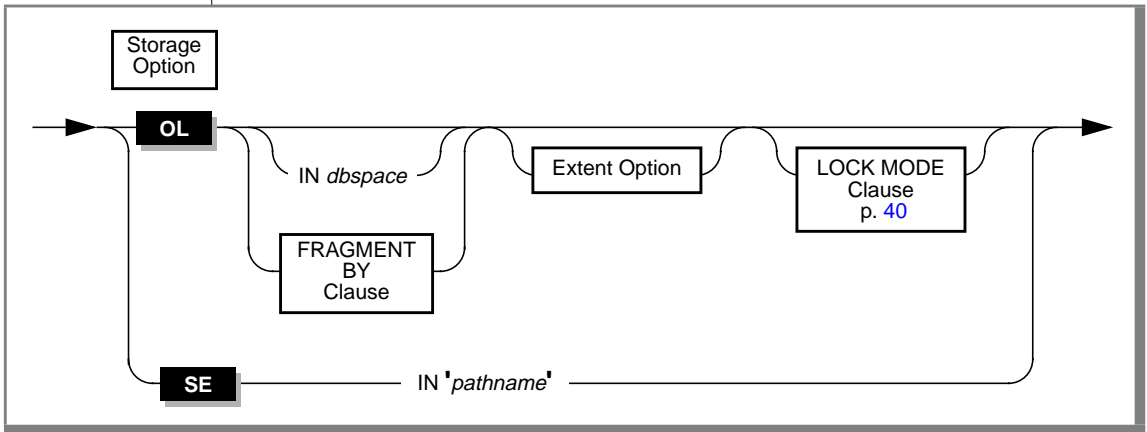 Storage
Option
OL
IN dbspace
Extent Option
LOCK MODE
Clause
p. 40
FRAGMENT
BY
Clause
SE
IN 'pathname'